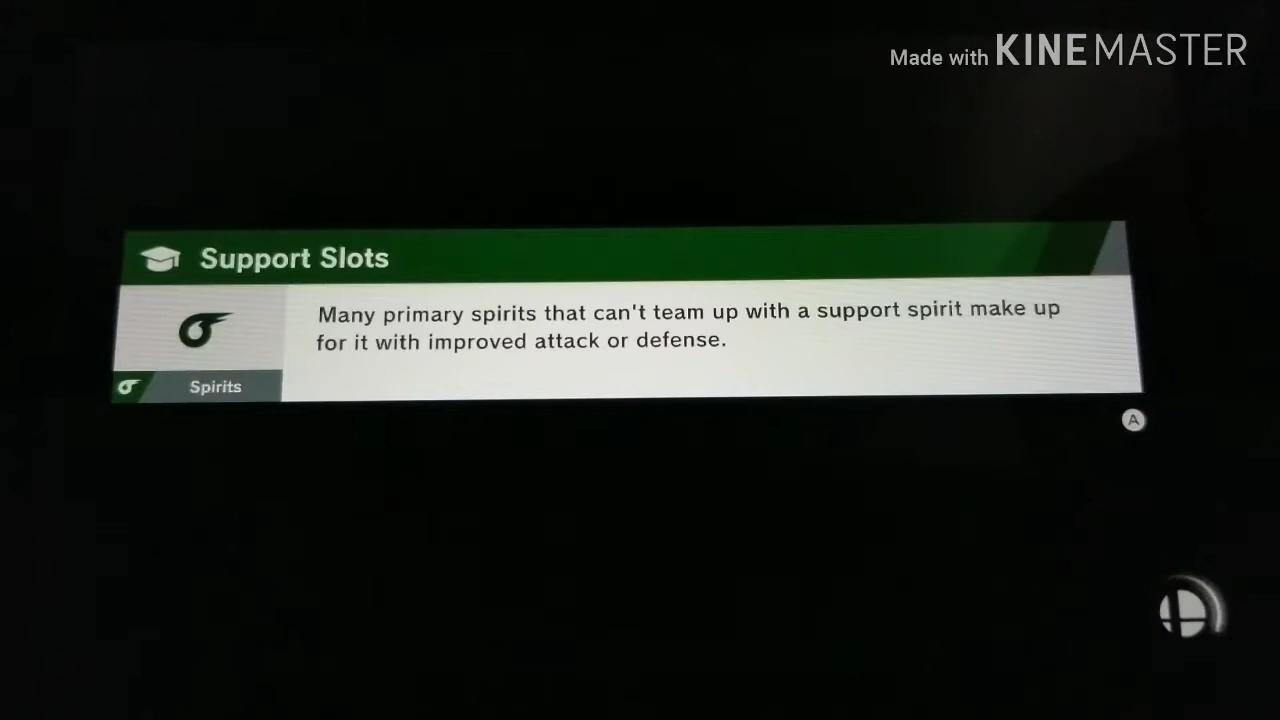 Made with KINEMASTER
Support Slots
Many primary spirits that can't team up with a support spirit make up
for it with improved attack or defense.
Spirits
A